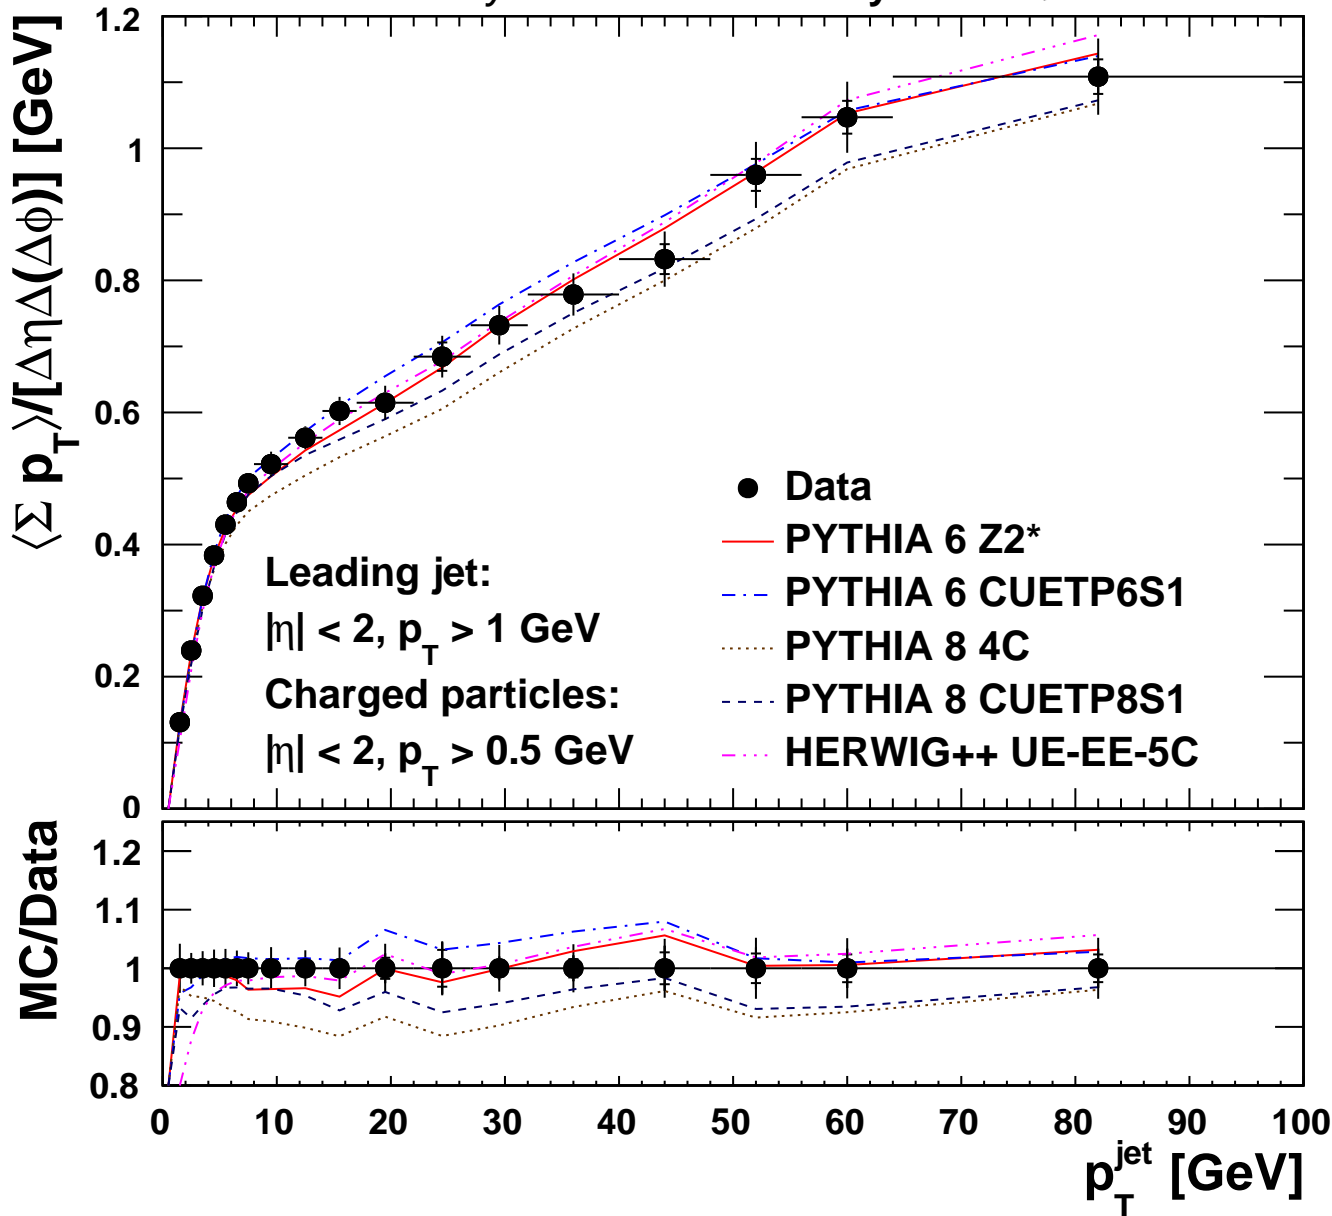 ⟨Σ p_T⟩/[ΔηΔ(Δϕ)] [GeV]
1.2
1
0.8
0.6
0.4
0.2
0
Data
PYTHIA 6 Z2*
PYTHIA 6 CUETP6S1
PYTHIA 8 4C
PYTHIA 8 CUETP8S1
HERWIG++ UE-EE-5C
Leading jet:
|η| < 2, p_T > 1 GeV
Charged particles:
|η| < 2, p_T > 0.5 GeV
MC/Data
1.2
1.1
1
0.9
0.8
0 10 20 30 40 50 60 70 80 90 100
p_T^jet [GeV]